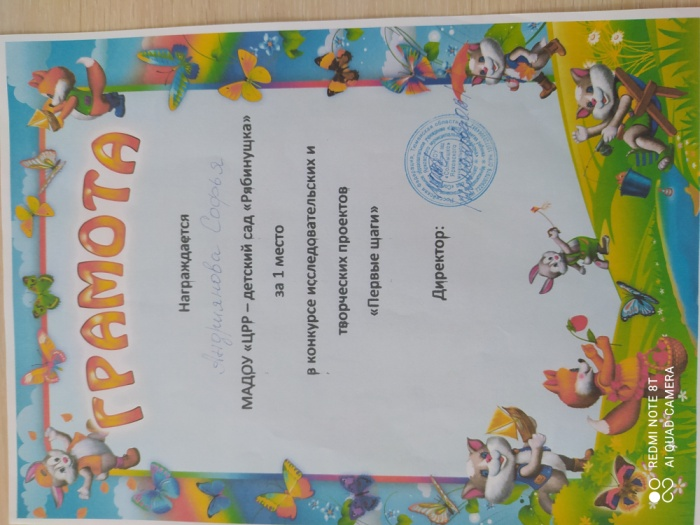 ГРАМОТА
Награждается
Андриянова Софья
МАДОУ «ЦРР – детский сад «Рябинушка»
за 1 место
в конкурсе исследовательских и
творческих проектов
«Первые щаги»
Директор:
REDMI NOTE 8T
AI QUAD CAMERA